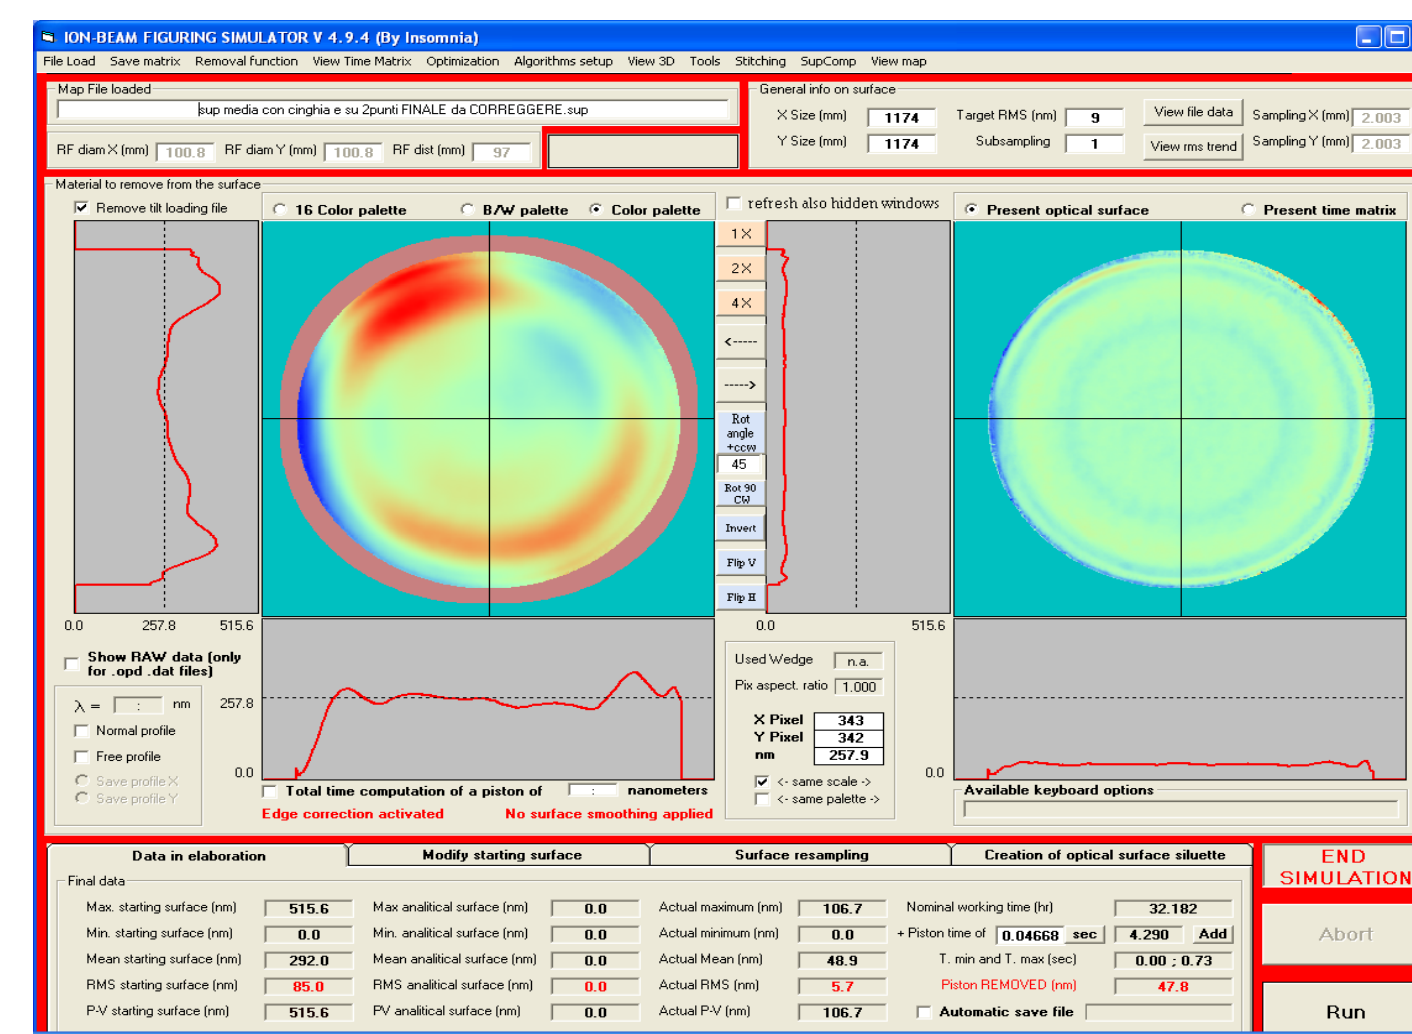 ION-BEAM FIGURING SIMULATOR V 4.9.4 (By Insomnia)
File Load Save matrix Removal function View Time Matrix Optimization Algorithms setup View 3D Tools Stitching SupComp View map
Map File loaded
sup media con cinghia e su 2punti FINALE da CORREGGERE.sup
RF diam X (mm) 100.8 RF diam Y (mm) 100.8 RF dist (mm) 97
General info on surface
X Size (mm) 1174 Target RMS (nm) 9 View file data Sampling X (mm) 2.003
Y Size (mm) 1174 Subsampling 1 View rms trend Sampling Y (mm) 2.003
Material to remove from the surface
Remove tilt loading file 16 Color palette B/W palette Color palette refresh also hidden windows Present optical surface Present time matrix
1 X
2 X
4 X
<-----
----->
Rot
angle
+ccw
45
Rot 90
CW
Invert
Flip V
Flip H
0.0 257.8 515.6
0.0 515.6
Show RAW data (only
for .opd .dat files)
λ = : nm
Normal profile
Free profile
Save profile X
Save profile Y
257.8
0.0
Total time computation of a piston of : nanometers
Edge correction activated No surface smoothing applied
Used Wedge n.a.
Pix aspect. ratio 1.000
X Pixel 343
Y Pixel 342
nm 257.9
<- same scale ->
<- same palette ->
0.0
Available keyboard options
Data in elaboration Modify starting surface Surface resampling Creation of optical surface siluette
END
SIMULATION
Abort
Run
Final data
Max. starting surface (nm) 515.6 Max analitical surface (nm) 0.0 Actual maximum (nm) 106.7 Nominal working time (hr) 32.182
Min. starting surface (nm) 0.0 Min. analitical surface (nm) 0.0 Actual minimum (nm) 0.0 + Piston time of 0.04668 sec 4.290 Add
Mean starting surface (nm) 292.0 Mean analitical surface (nm) 0.0 Actual Mean (nm) 48.9 T. min and T. max (sec) 0.00 ; 0.73
RMS starting surface (nm) 85.0 RMS analitical surface (nm) 0.0 Actual RMS (nm) 5.7 Piston REMOVED (nm) 47.8
P-V starting surface (nm) 515.6 PV analitical surface (nm) 0.0 Actual P-V (nm) 106.7 Automatic save file